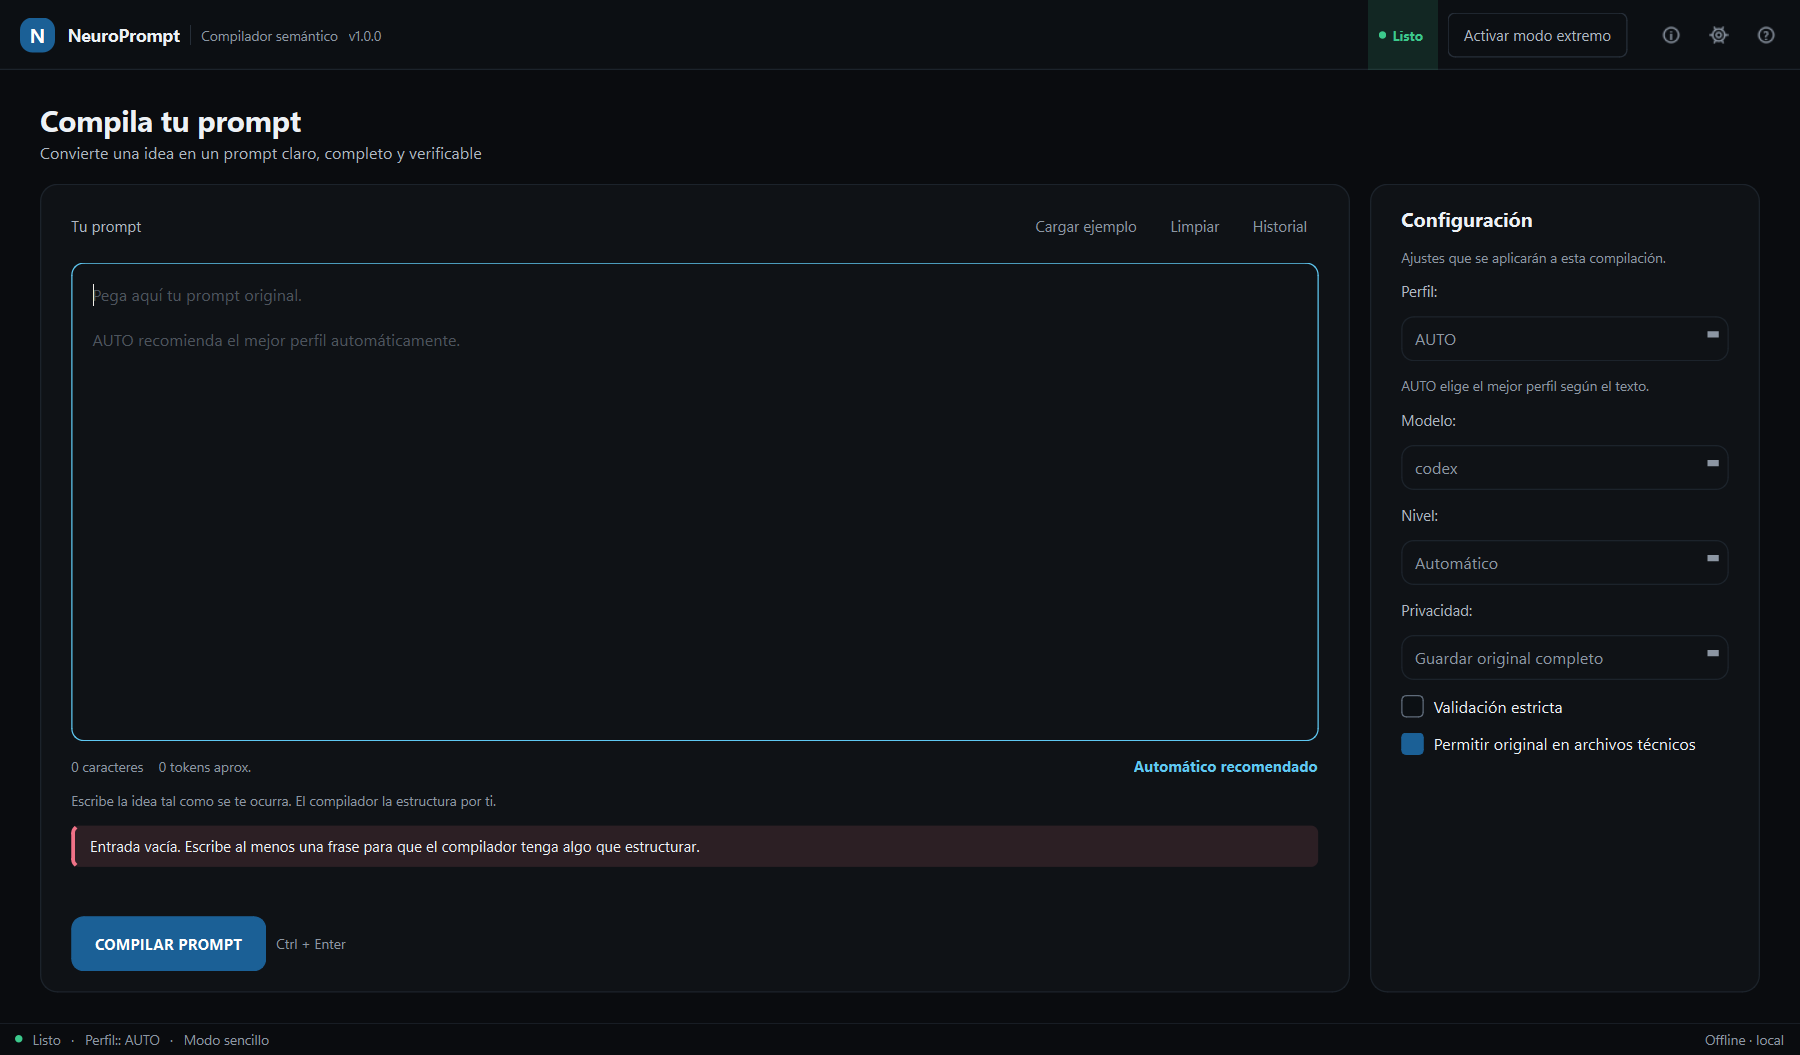 N NeuroPrompt Compilador semántico v1.0.0 Listo Activar modo extremo
Compila tu prompt
Convierte una idea en un prompt claro, completo y verificable
Tu prompt Cargar ejemplo Limpiar Historial
Pega aquí tu prompt original.
AUTO recomienda el mejor perfil automáticamente.
0 caracteres 0 tokens aprox. Automático recomendado
Escribe la idea tal como se te ocurra. El compilador la estructura por ti.
Entrada vacía. Escribe al menos una frase para que el compilador tenga algo que estructurar.
COMPILAR PROMPT Ctrl + Enter
Configuración
Ajustes que se aplicarán a esta compilación.
Perfil:
AUTO
AUTO elige el mejor perfil según el texto.
Modelo:
codex
Nivel:
Automático
Privacidad:
Guardar original completo
Validación estricta
Permitir original en archivos técnicos
Listo · Perfil:: AUTO · Modo sencillo Offline · local